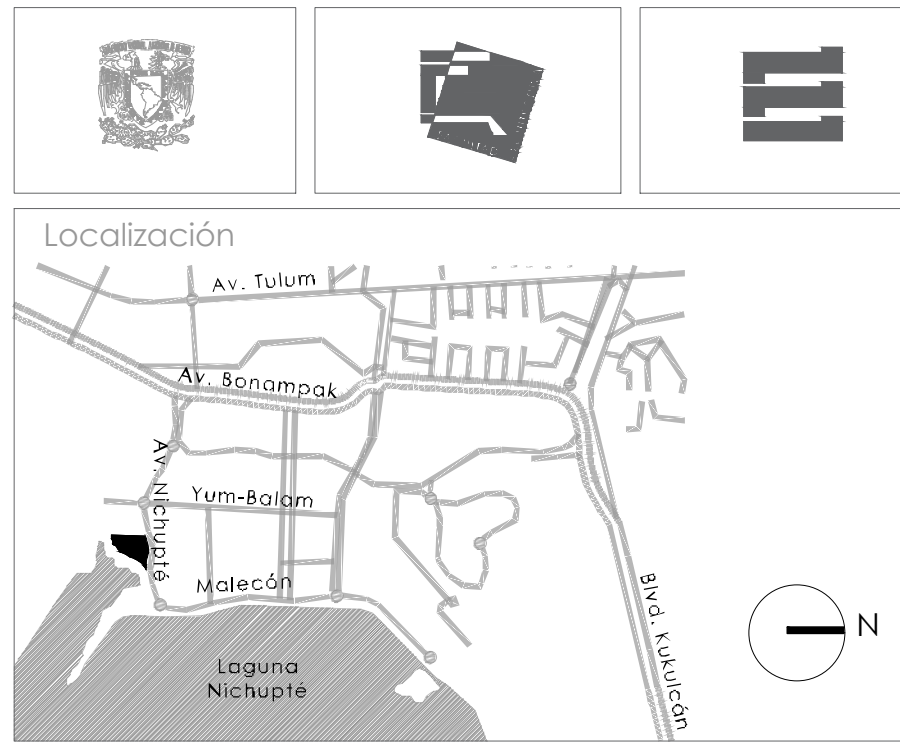 Localización
Av. Tulum
Av. Bonampak
Av. Nichupté
Yum-Balam
Malecón
Blvd. Kukulcán
N
Laguna
Nichupté